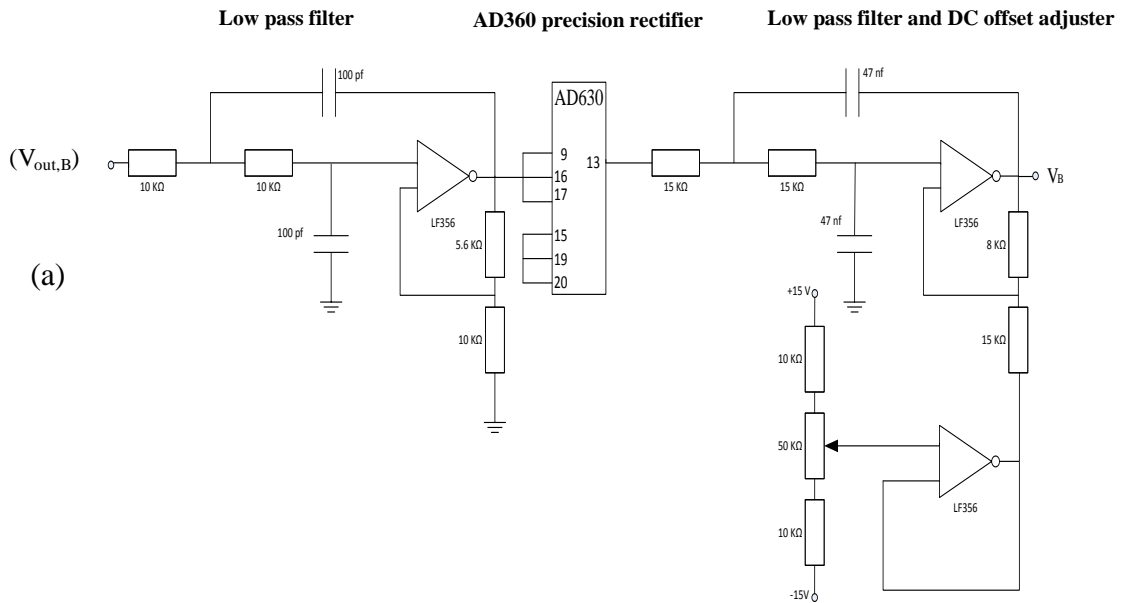 Low pass filter
AD360 precision rectifier
Low pass filter and DC offset adjuster
100 pf
47 nf
AD630
(Vout,B)
9
13
16
17
VB
10 KΩ
10 KΩ
15 KΩ
15 KΩ
LF356
LF356
100 pf
47 nf
15
19
20
5.6 KΩ
8 KΩ
(a)
+15 V
10 KΩ
15 KΩ
10 KΩ
50 KΩ
LF356
10 KΩ
-15V